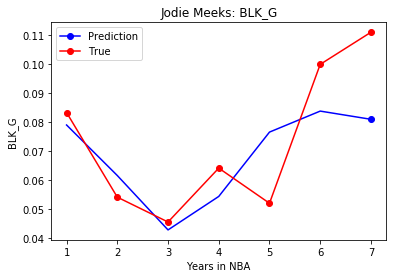 Jodie Meeks: BLK_G
Prediction
True
0.11
0.10
0.09
0.08
0.07
0.06
0.05
0.04
BLK_G
1 2 3 4 5 6 7
Years in NBA